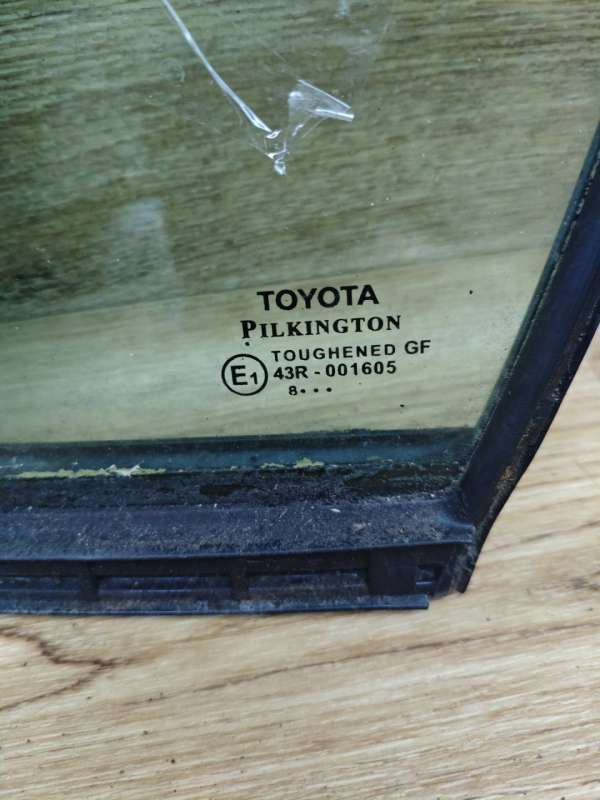 TOYOTA
PILKINGTON
TOUGHENED GF
E1 43R - 001605
8...